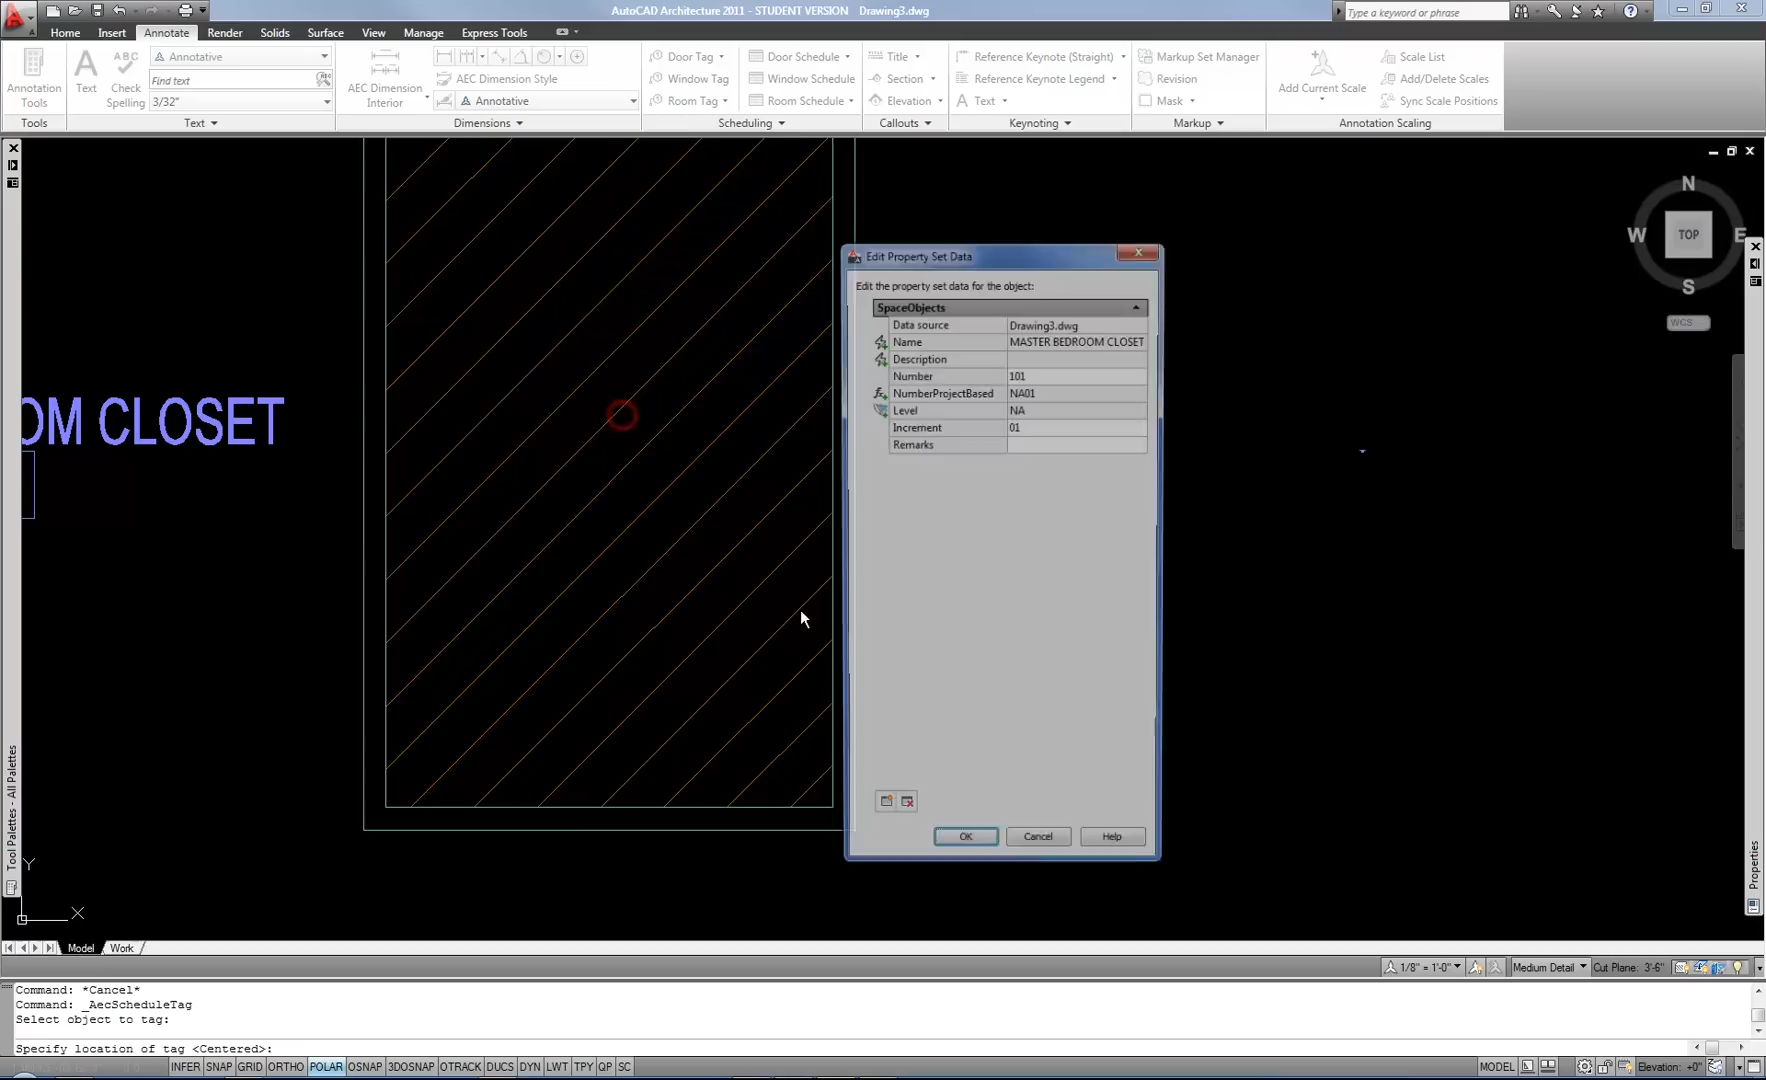 AutoCAD Architecture 2011 - STUDENT VERSION Drawing3.dwg
Type a keyword or phrase
Home Insert Annotate Render Solids Surface View Manage Express Tools
Annotation Tools
Text
ABC
Check Spelling
Annotative
Find text
3/32"
AEC Dimension Interior
AEC Dimension Style
Annotative
Door Tag
Window Tag
Room Tag
Door Schedule
Window Schedule
Room Schedule
Title
Section
Elevation
Reference Keynote (Straight)
Reference Keynote Legend
Text
Markup Set Manager
Revision
Mask
Add Current Scale
Scale List
Add/Delete Scales
Sync Scale Positions
Tools Text Dimensions Scheduling Callouts Keynoting Markup Annotation Scaling
N
W TOP E
S
WCS
OM CLOSET
Edit Property Set Data
Edit the property set data for the object:
SpaceObjects
Data source Drawing3.dwg
Name MASTER BEDROOM CLOSET
Description
Number 101
NumberProjectBased NA01
Level NA
Increment 01
Remarks
OK Cancel Help
Tool Palettes - All Palettes
Properties
Y
X
Model Work
1/8" = 1'-0" Medium Detail Cut Plane: 3'-6"
Command: *Cancel*
Command: _AecScheduleTag
Select object to tag:
Specify location of tag <Centered>:
INFER SNAP GRID ORTHO POLAR OSNAP 3DOSNAP OTRACK DUCS DYN LWT TPY QP SC MODEL Elevation: +0"